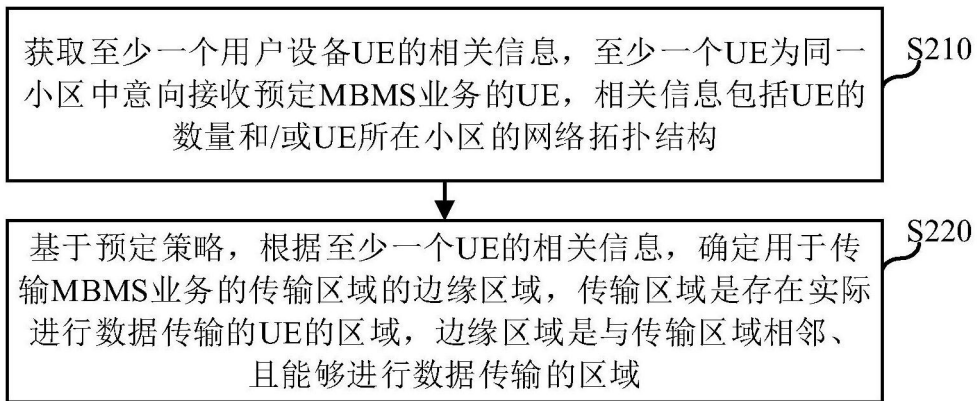 获取至少一个用户设备UE的相关信息，至少一个UE为同一
小区中意向接收预定MBMS业务的UE，相关信息包括UE的
数量和/或UE所在小区的网络拓扑结构
S210
基于预定策略，根据至少一个UE的相关信息，确定用于传
输MBMS业务的传输区域的边缘区域，传输区域是存在实际
进行数据传输的UE的区域，边缘区域是与传输区域相邻、
且能够进行数据传输的区域
S220